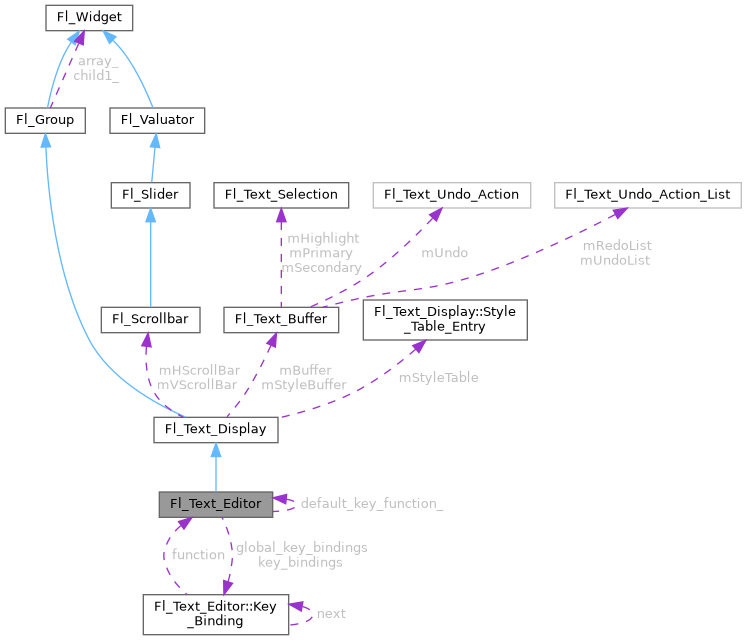 Fl_Widget
array_
child1_
Fl_Group
Fl_Valuator
Fl_Slider
Fl_Text_Selection
Fl_Text_Undo_Action
Fl_Text_Undo_Action_List
mHighlight
mPrimary
mSecondary
mUndo
mRedoList
mUndoList
Fl_Scrollbar
Fl_Text_Buffer
Fl_Text_Display::Style
_Table_Entry
mHScrollBar
mVScrollBar
mBuffer
mStyleBuffer
mStyleTable
Fl_Text_Display
Fl_Text_Editor
default_key_function_
function
global_key_bindings
key_bindings
Fl_Text_Editor::Key
_Binding
next